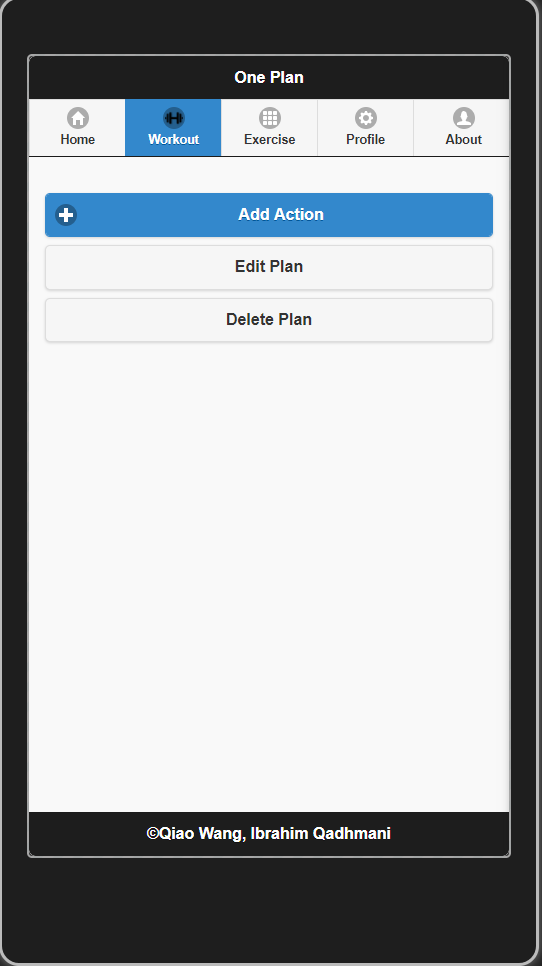 One Plan
Home Workout Exercise Profile About
Add Action
Edit Plan
Delete Plan
©Qiao Wang, Ibrahim Qadhmani